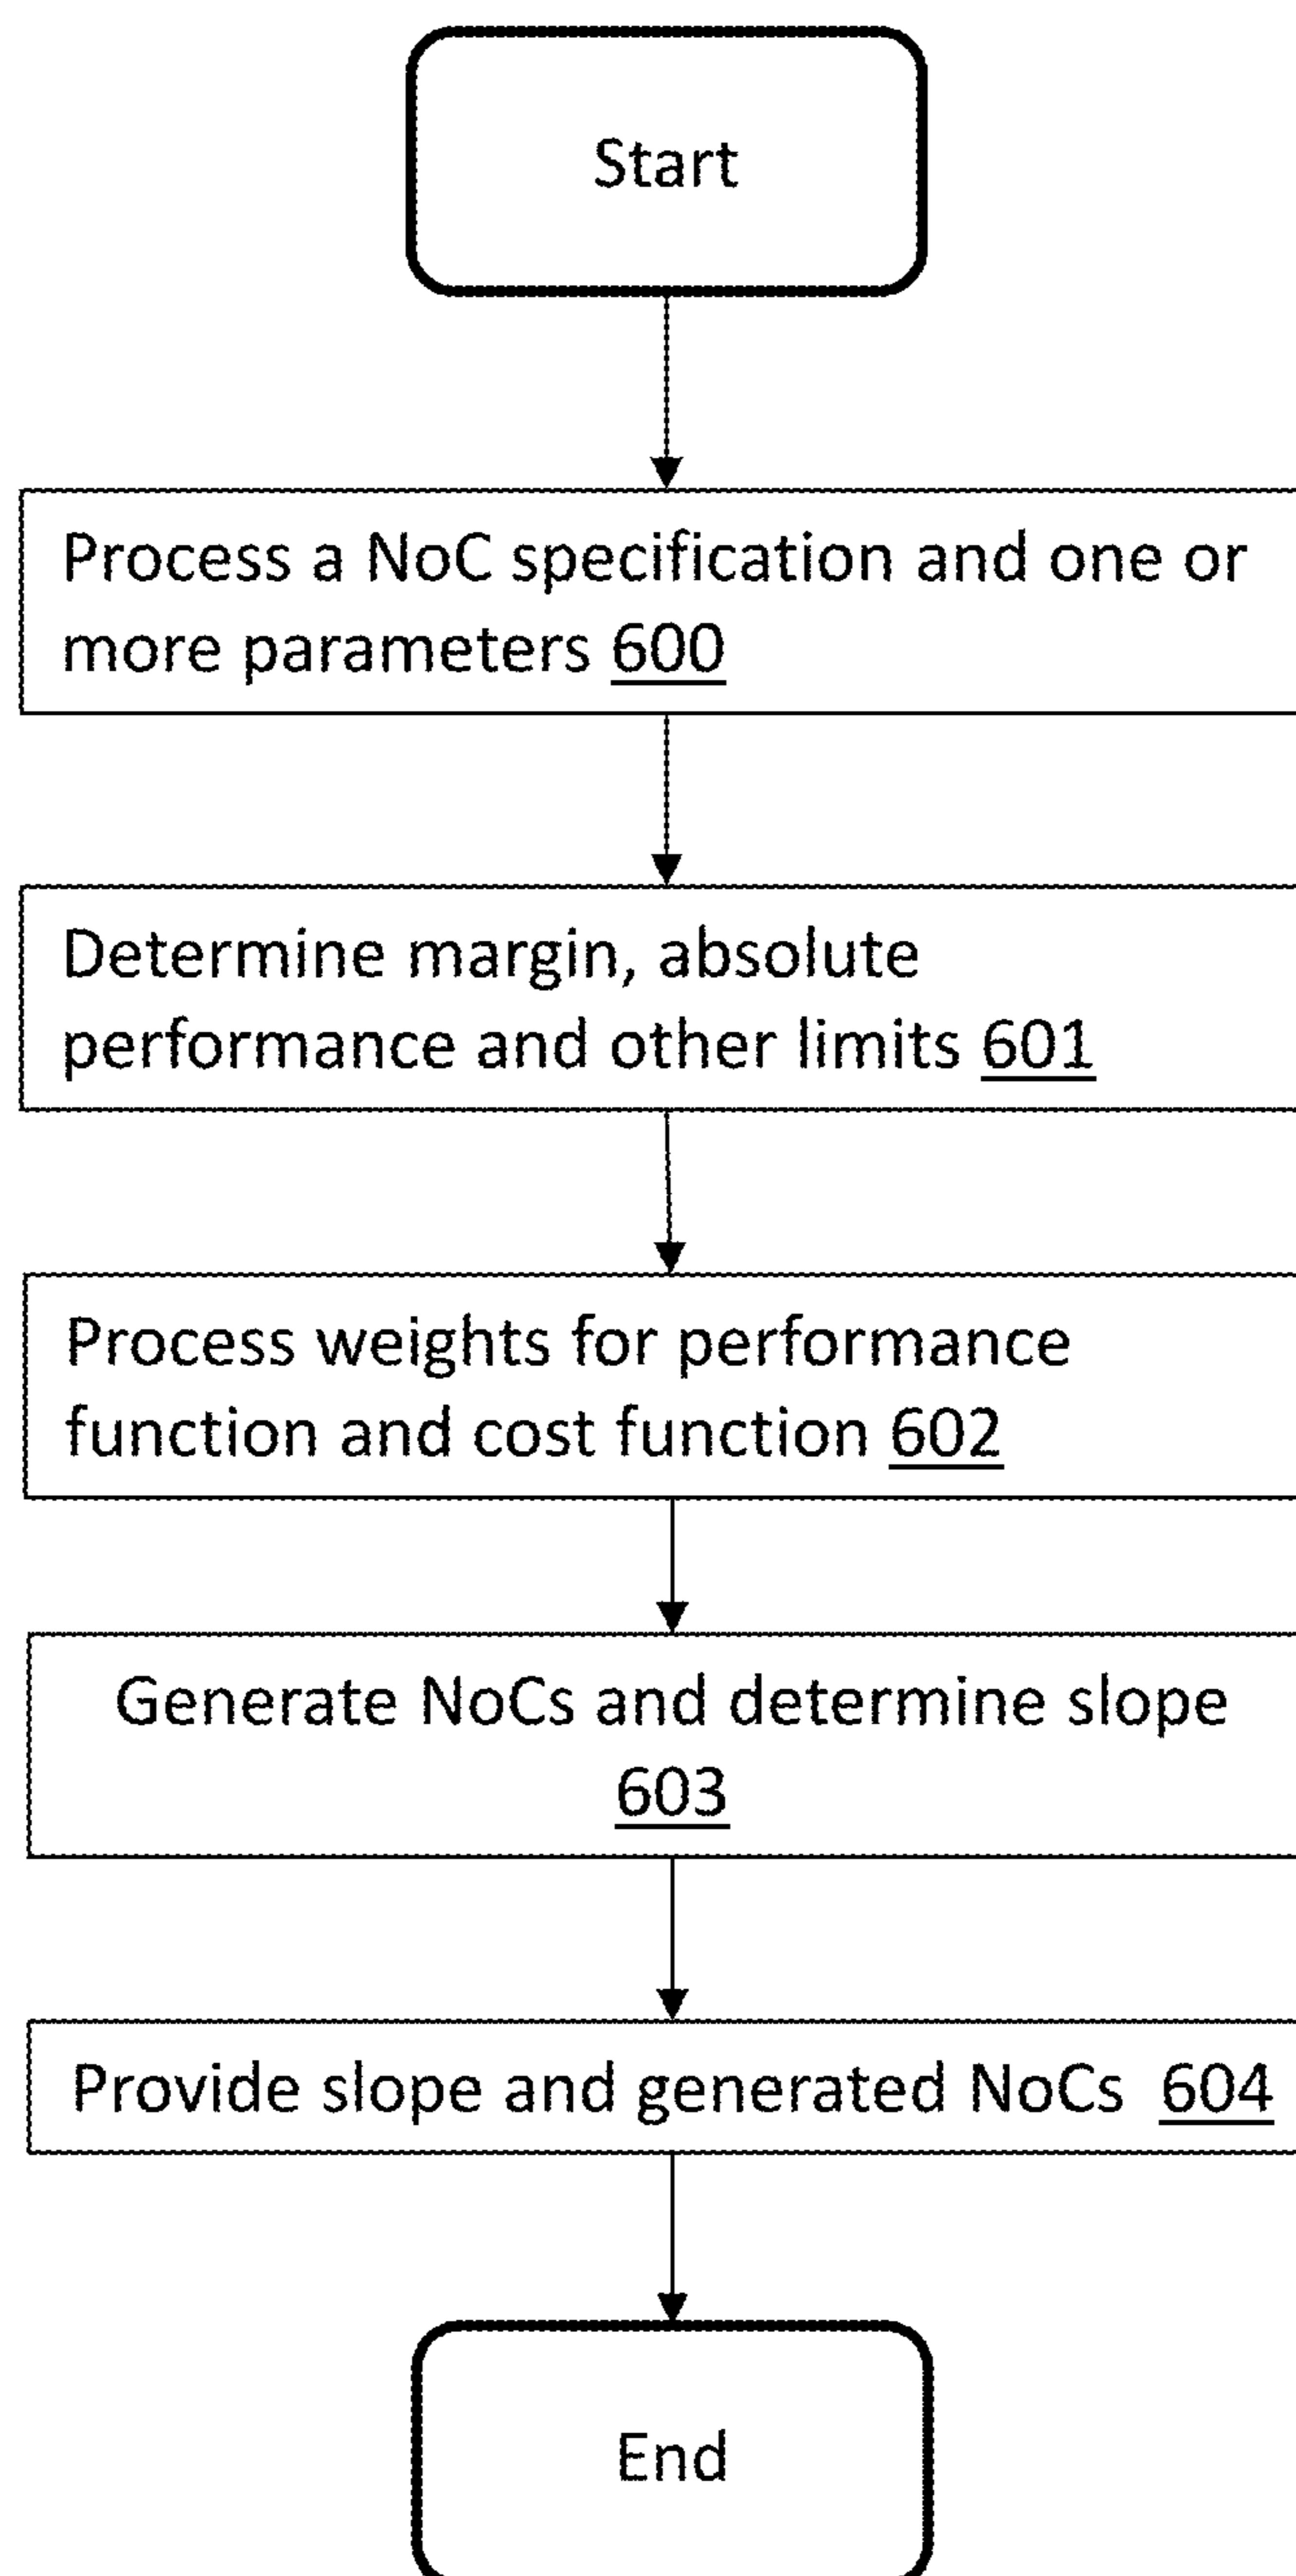 Start
Process a NoC specification and one or
more parameters 600
Determine margin, absolute
performance and other limits 601
Process weights for performance
function and cost function 602
Generate NoCs and determine slope
603
Provide slope and generated NoCs 604
End